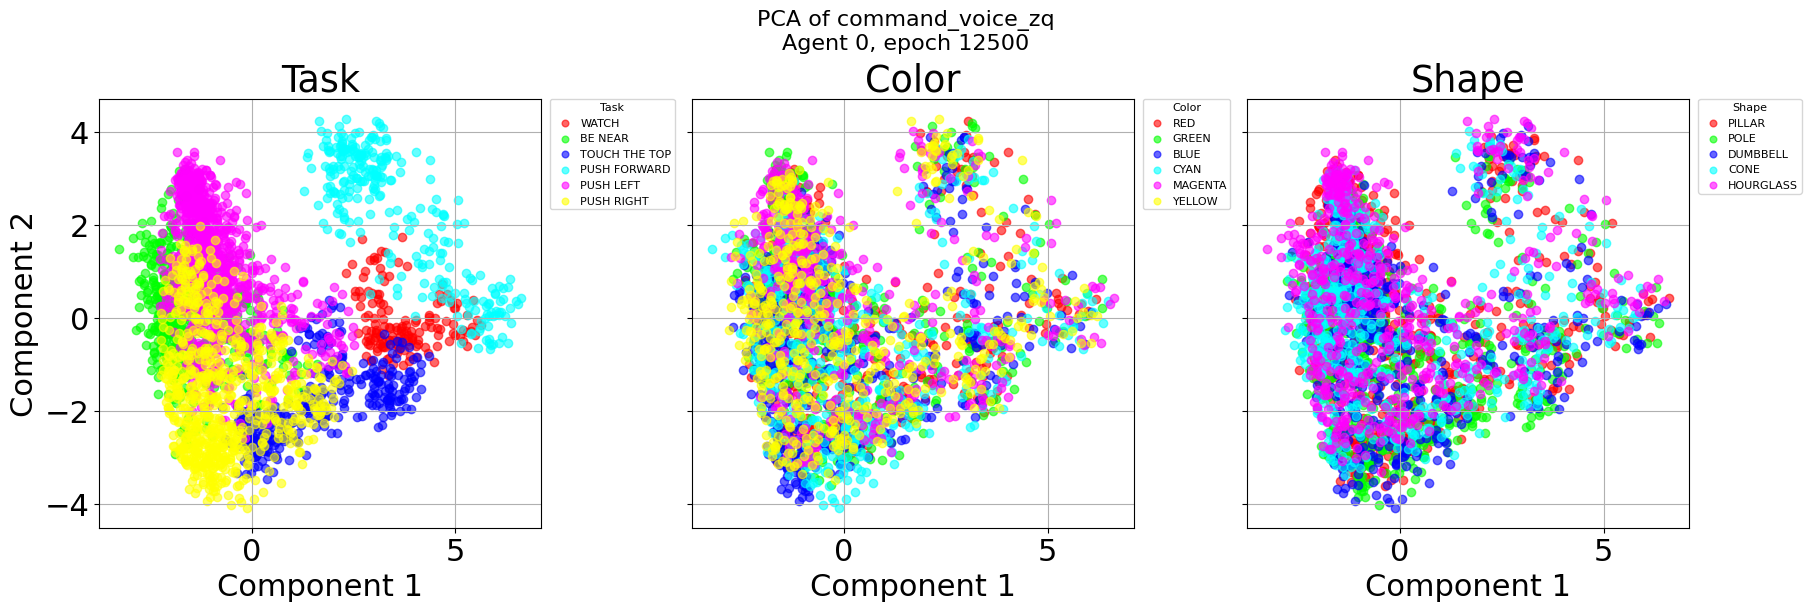 PCA of command_voice_zq
Agent 0, epoch 12500
Task
Color
Shape
Task
WATCH
BE NEAR
TOUCH THE TOP
PUSH FORWARD
PUSH LEFT
PUSH RIGHT
Color
RED
GREEN
BLUE
CYAN
MAGENTA
YELLOW
Shape
PILLAR
POLE
DUMBBELL
CONE
HOURGLASS
Component 2
4
2
0
−2
−4
0 5
0 5
0 5
Component 1
Component 1
Component 1